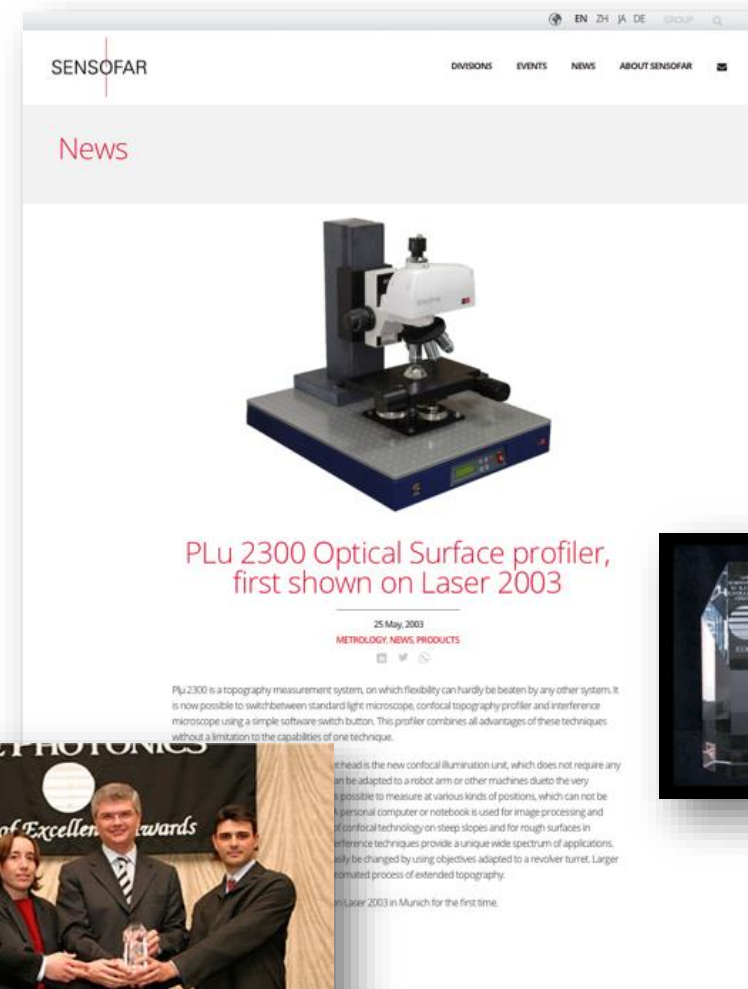 EN ZH JA DE GROUP
SENSOFAR
DIVISIONS EVENTS NEWS ABOUT SENSOFAR
News
PLu 2300 Optical Surface profiler,
first shown on Laser 2003
25 May, 2003
METROLOGY, NEWS, PRODUCTS
Plµ 2300 is a topography measurement system, on which flexibility can hardly be beaten by any other system. It
is now possible to switchbetween standard light microscope, confocal topography profiler and interference
microscope using a simple software switch button. This profiler combines all advantages of these techniques
without a limitation to the capabilities of one technique.
head is the new confocal illumination unit, which does not require any
an be adapted to a robot arm or other machines dueto the very
possible to measure at various kinds of positions, which can not be
personal computer or notebook is used for image processing and
of confocal technology on steep slopes and for rough surfaces in
erference techniques provide a unique wide spectrum of applications.
sily be changed by using objectives adapted to a revolver turret. Larger
tomated process of extended topography.
on Laser 2003 in Munich for the first time.
PHOTONICS
of Excellen wards